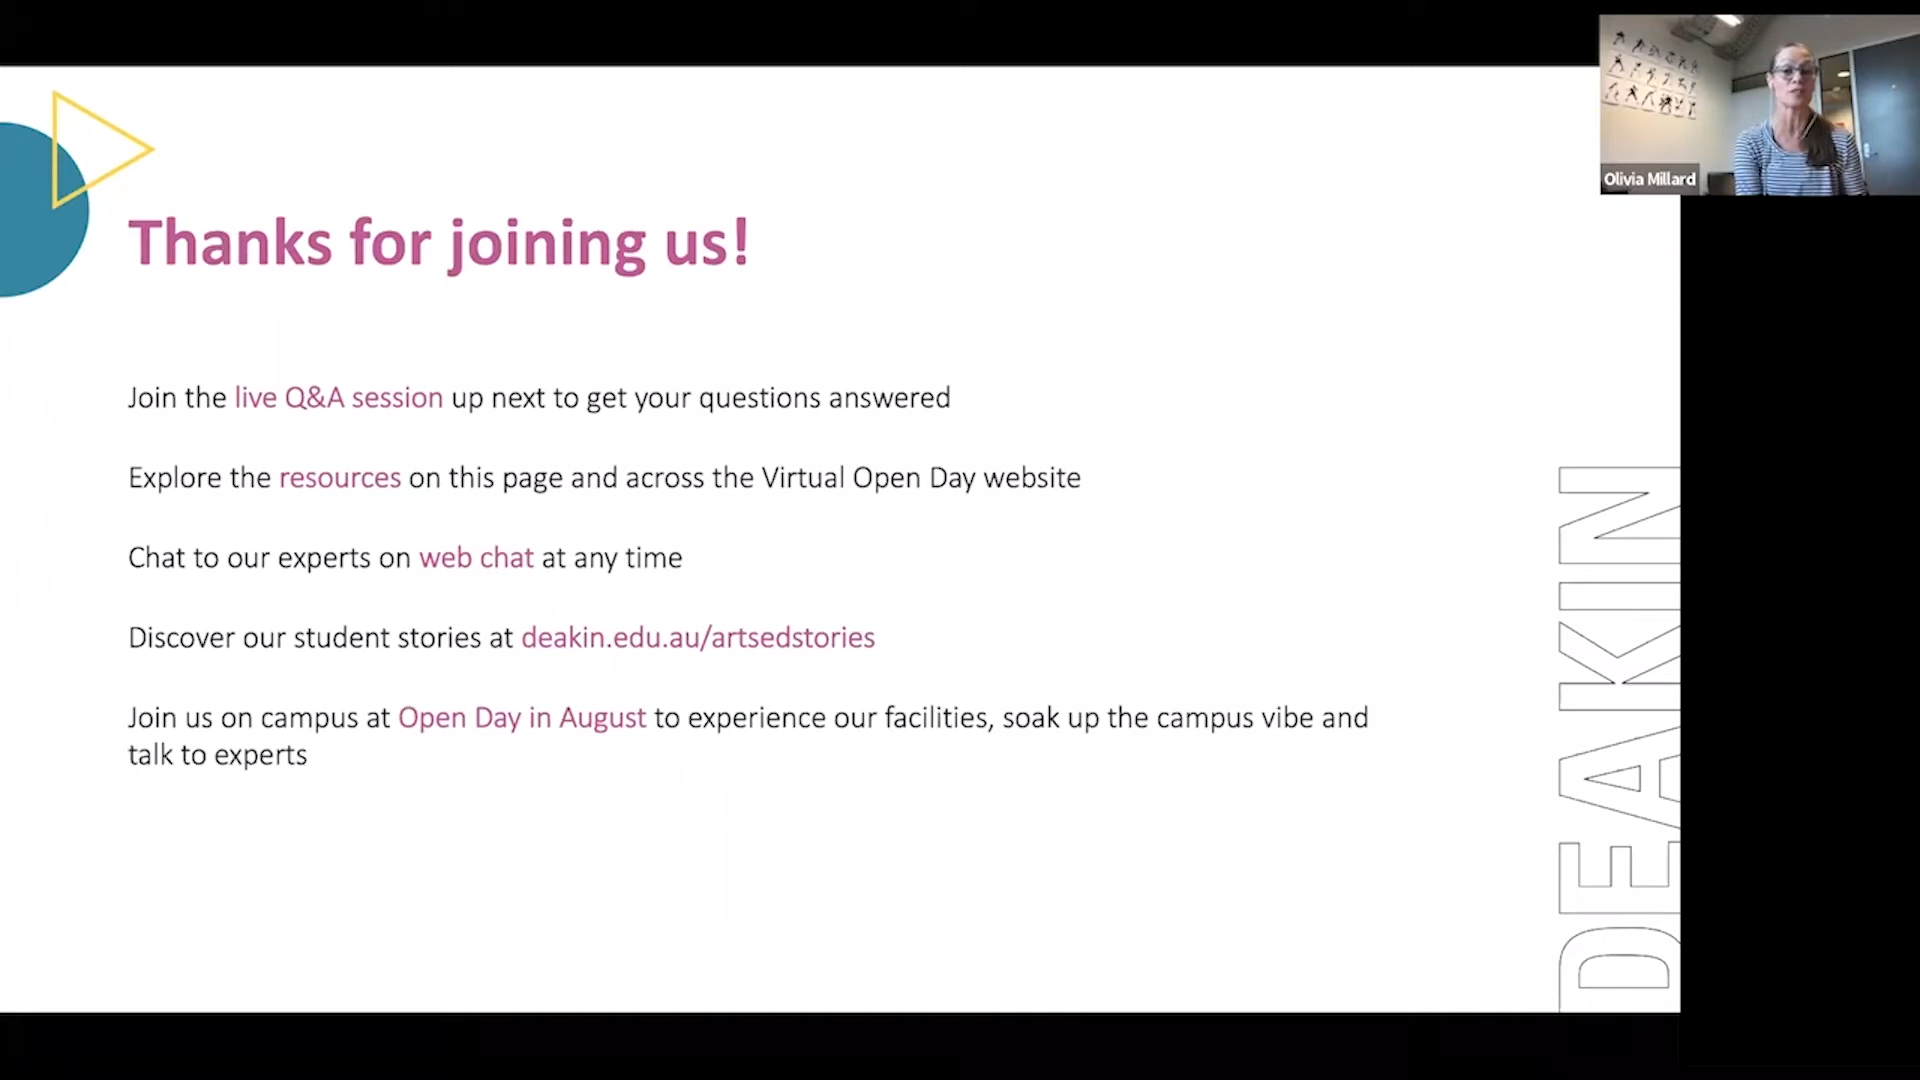 Olivia Millard
Thanks for joining us!
Join the live Q&A session up next to get your questions answered
Explore the resources on this page and across the Virtual Open Day website
Chat to our experts on web chat at any time
Discover our student stories at deakin.edu.au/artsedstories
Join us on campus at Open Day in August to experience our facilities, soak up the campus vibe and
talk to experts
DEAKIN